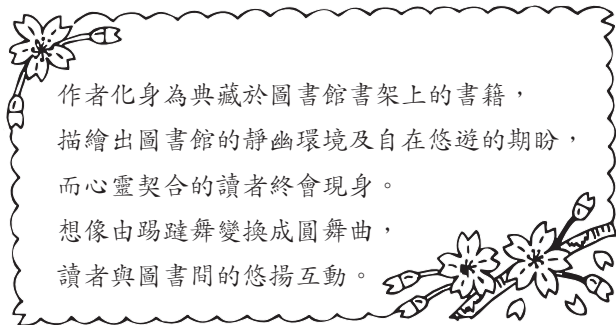 作者化身為典藏於圖書館書架上的書籍，
描繪出圖書館的靜幽環境及自在悠遊的期盼，
而心靈契合的讀者終會現身。
想像由踢躂舞變換成圓舞曲，
讀者與圖書間的悠揚互動。